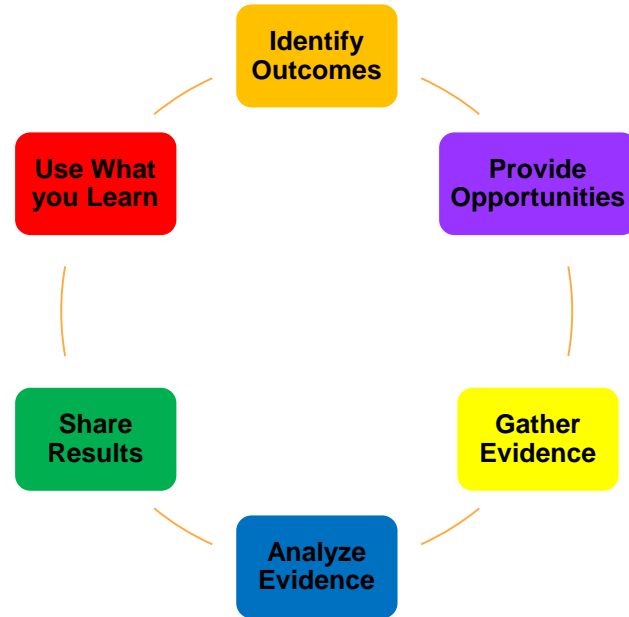 Identify
Outcomes
Provide
Opportunities
Gather
Evidence
Analyze
Evidence
Share
Results
Use What
you Learn